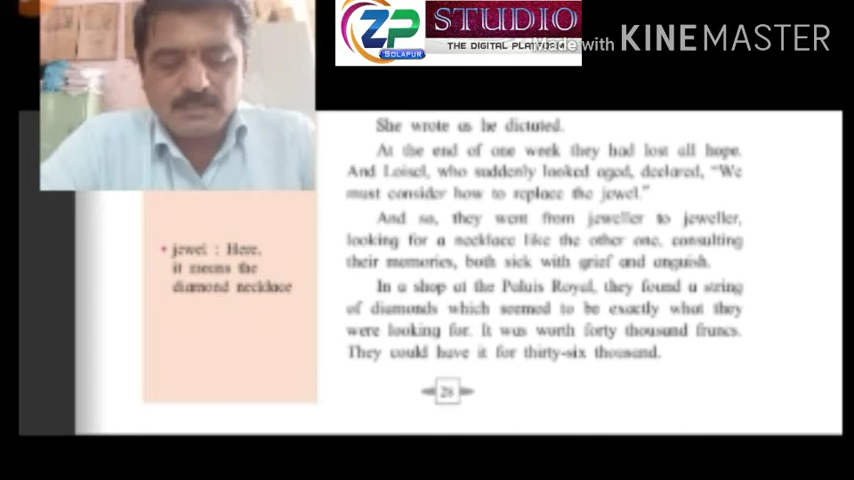 ZP
SOLAPUR
STUDIO
THE DIGITAL PLATFORM
Made with KINEMASTER
She wrote as he dictated.
At the end of one week they had lost all hope.
And Loisel, who suddenly looked aged, declared, "We
must consider how to replace the jewel."
And so, they went from jeweller to jeweller,
looking for a necklace like the other one, consulting
their memories, both sick with grief and anguish.
In a shop at the Palais Royal, they found a string
of diamonds which seemed to be exactly what they
were looking for. It was worth forty thousand francs.
They could have it for thirty-six thousand.
• jewel : Here,
it means the
diamond necklace
28